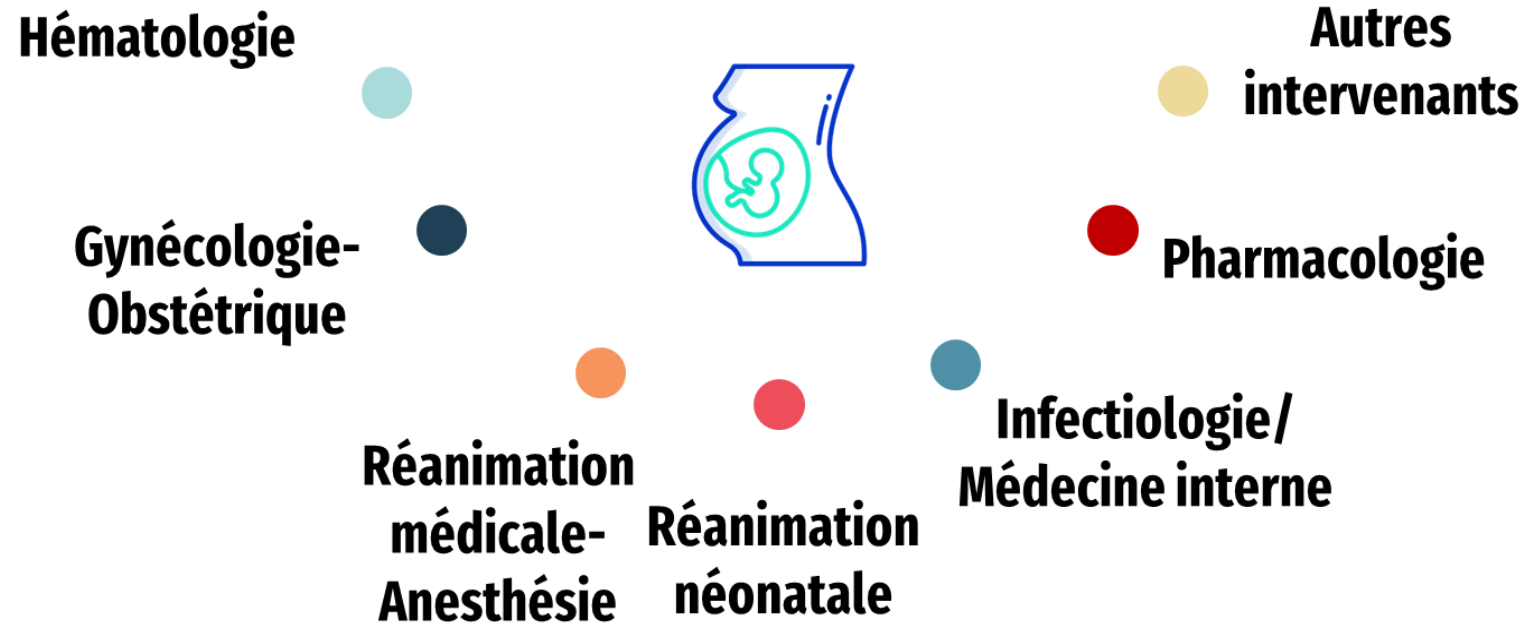 Hématologie
Autres
intervenants
Gynécologie-
Obstétrique
Pharmacologie
Réanimation
médicale-
Anesthésie
Réanimation
néonatale
Infectiologie/
Médecine interne